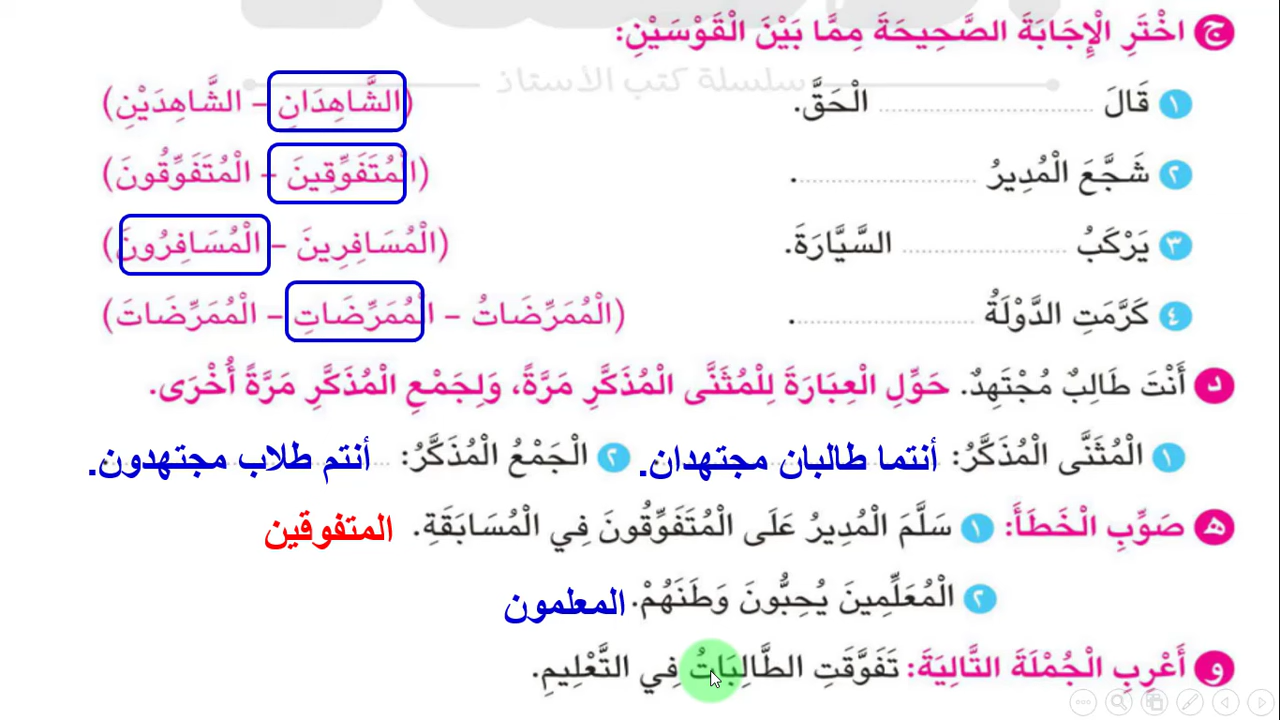 ج اخْتَرِ الْإِجَابَةَ الصَّحِيحَةَ مِمَّا بَيْنَ الْقَوْسَيْنِ:
سلسلة كتب الأستاذ
١ قَالَ .................... الْحَقَّ. (الشَّاهِدَانِ – الشَّاهِدَيْنِ)
٢ شَجَّعَ الْمُدِيرُ .................... . (الْمُتَفَوِّقِينَ – الْمُتَفَوِّقُونَ)
٣ يَرْكَبُ .................... السَّيَّارَةَ. (الْمُسَافِرِينَ – الْمُسَافِرُونَ)
٤ كَرَّمَتِ الدَّوْلَةُ .................... . (الْمُمَرِّضَاتُ – الْمُمَرِّضَاتِ – الْمُمَرِّضَاتَ)
د أَنْتَ طَالِبٌ مُجْتَهِدٌ. حَوِّلِ الْعِبَارَةَ لِلْمُثَنَّى الْمُذَكَّرِ مَرَّةً، وَلِجَمْعِ الْمُذَكَّرِ مَرَّةً أُخْرَى.
١ الْمُثَنَّى الْمُذَكَّرُ: أنتما طالبان مجتهدان. ٢ الْجَمْعُ الْمُذَكَّرُ: أنتم طلاب مجتهدون.
هـ صَوِّبِ الْخَطَأَ: ١ سَلَّمَ الْمُدِيرُ عَلَى الْمُتَفَوِّقُونَ فِي الْمُسَابَقَةِ. المتفوقين
٢ الْمُعَلِّمِينَ يُحِبُّونَ وَطَنَهُمْ. المعلمون
و أَعْرِبِ الْجُمْلَةَ التَّالِيَةَ: تَفَوَّقَتِ الطَّالِبَاتُ فِي التَّعْلِيمِ.